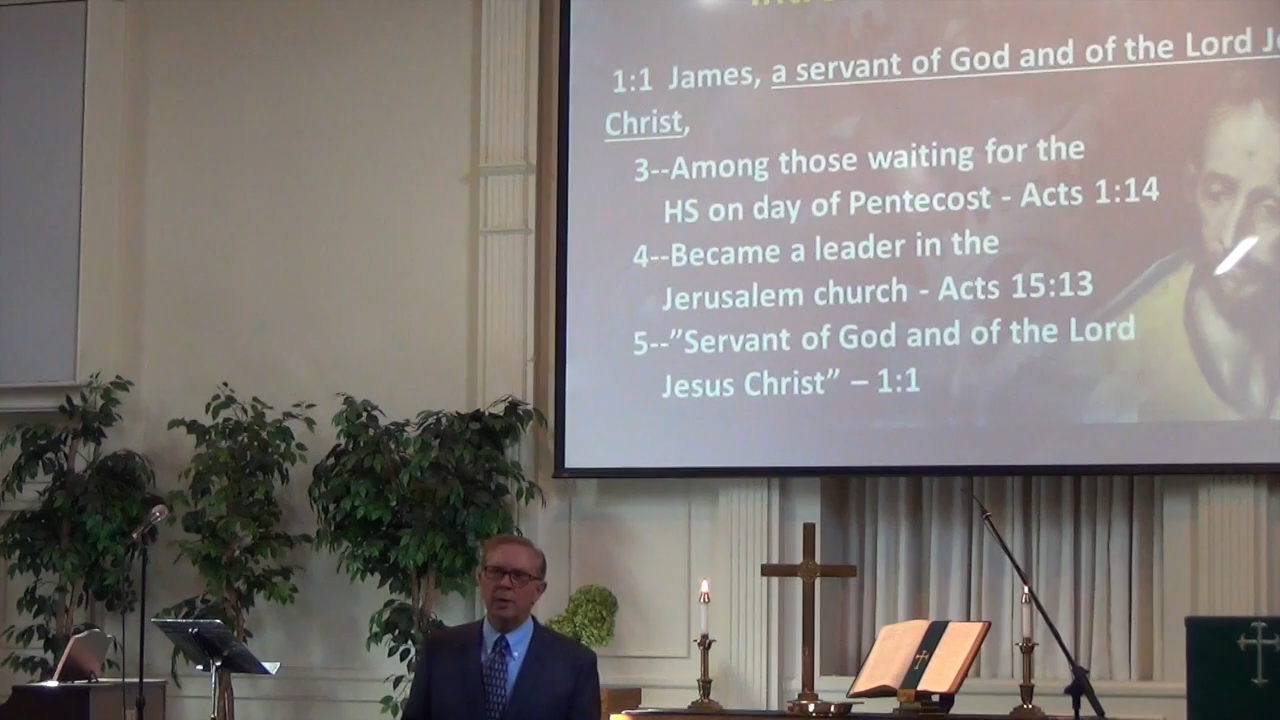 1:1 James, a servant of God and of the Lord
Christ,
3--Among those waiting for the
HS on day of Pentecost - Acts 1:14
4--Became a leader in the
Jerusalem church - Acts 15:13
5--”Servant of God and of the Lord
Jesus Christ” – 1:1